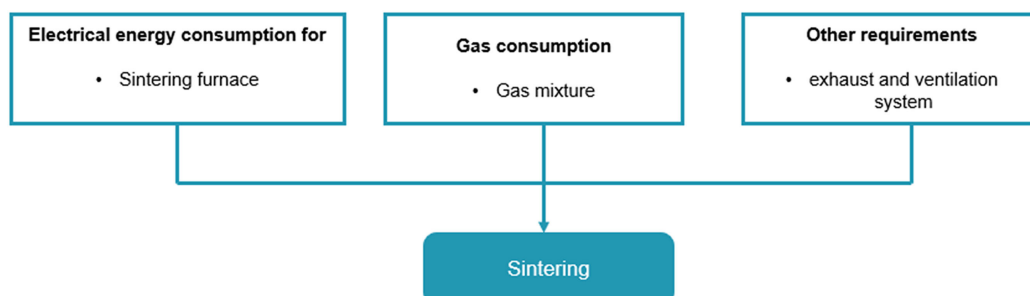 Electrical energy consumption for
• Sintering furnace
Gas consumption
• Gas mixture
Other requirements
• exhaust and ventilation
system
Sintering